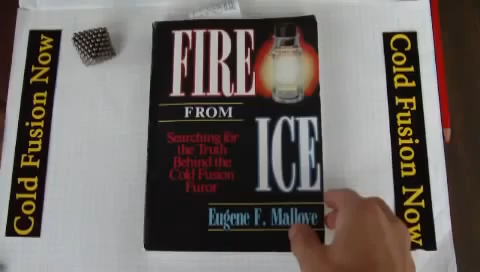 Cold Fusion Now
FIRE
FROM
ICE
Searching for
the Truth
Behind the
Cold Fusion
Furor
Eugene F. Mallove
Cold Fusion Now